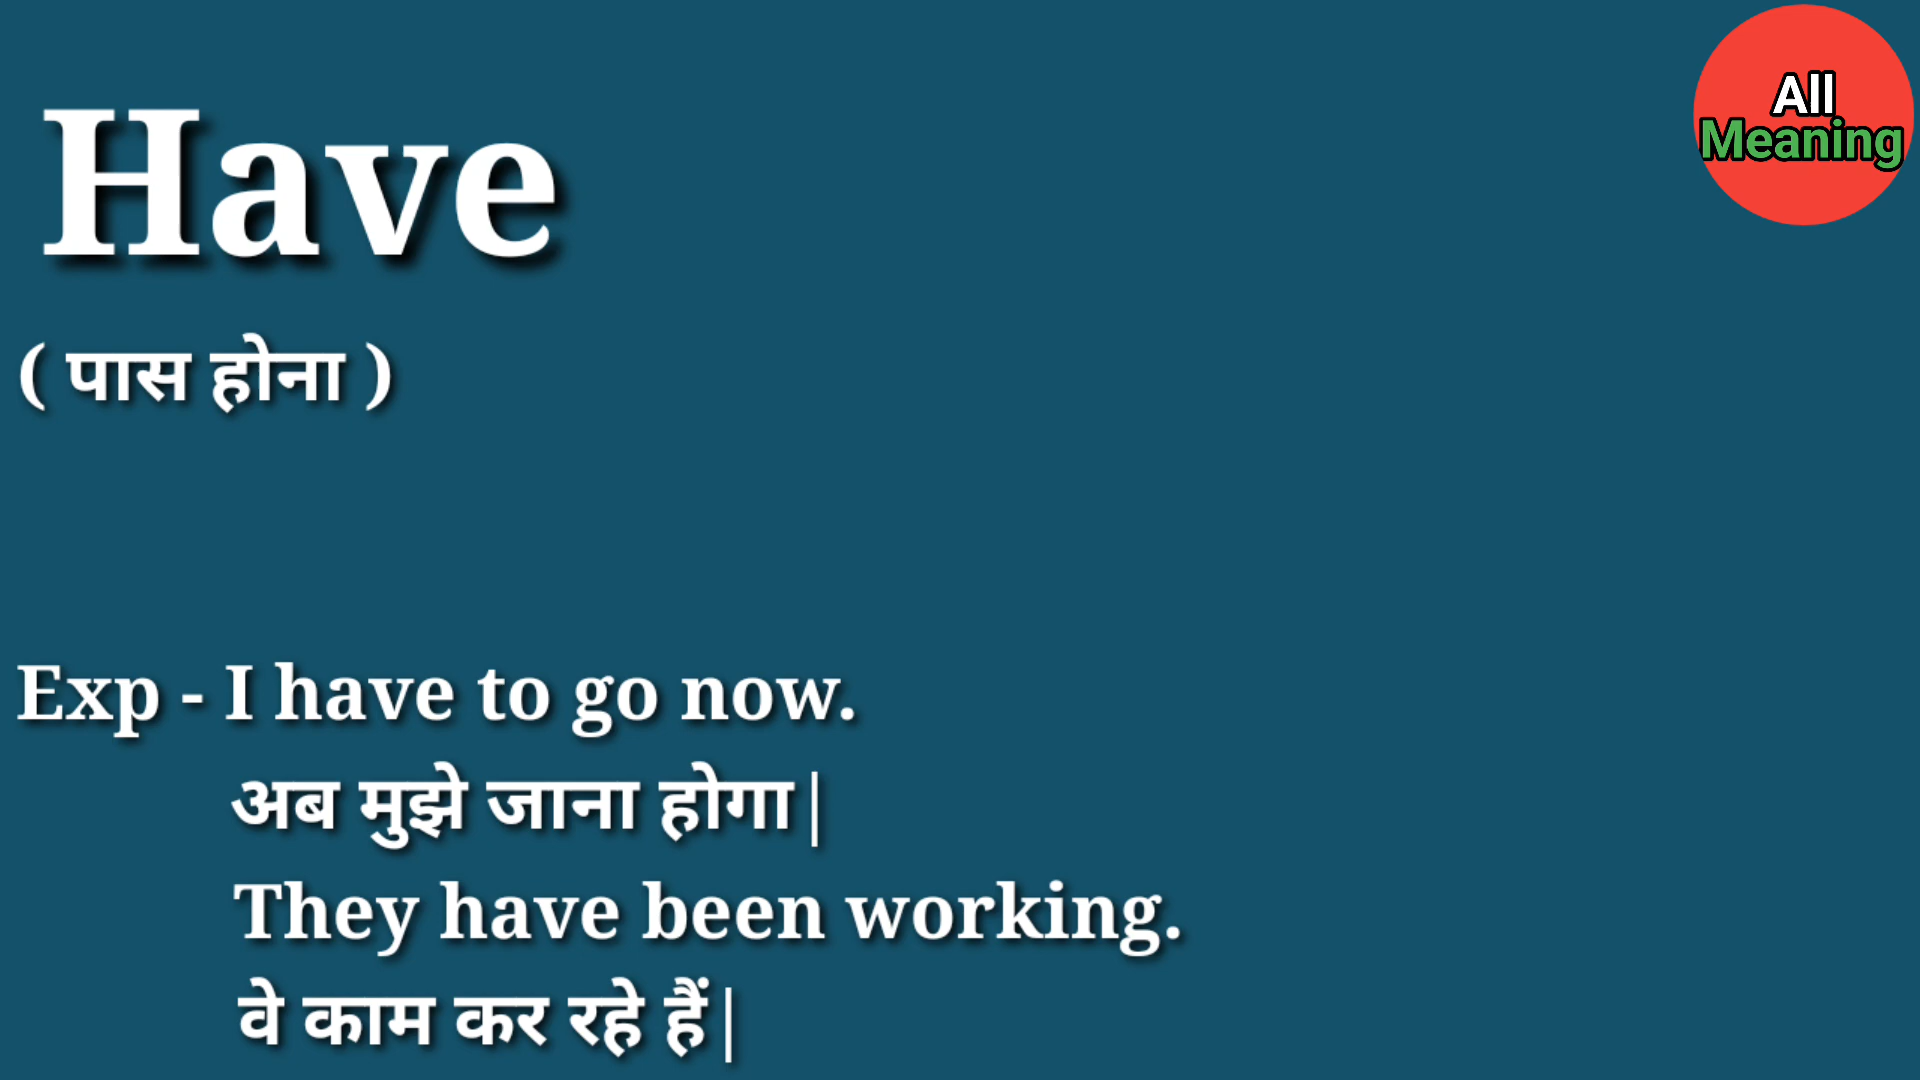 All
Meaning
Have
( पास होना )
Exp - I have to go now.
अब मुझे जाना होगा|
They have been working.
वे काम कर रहे हैं|